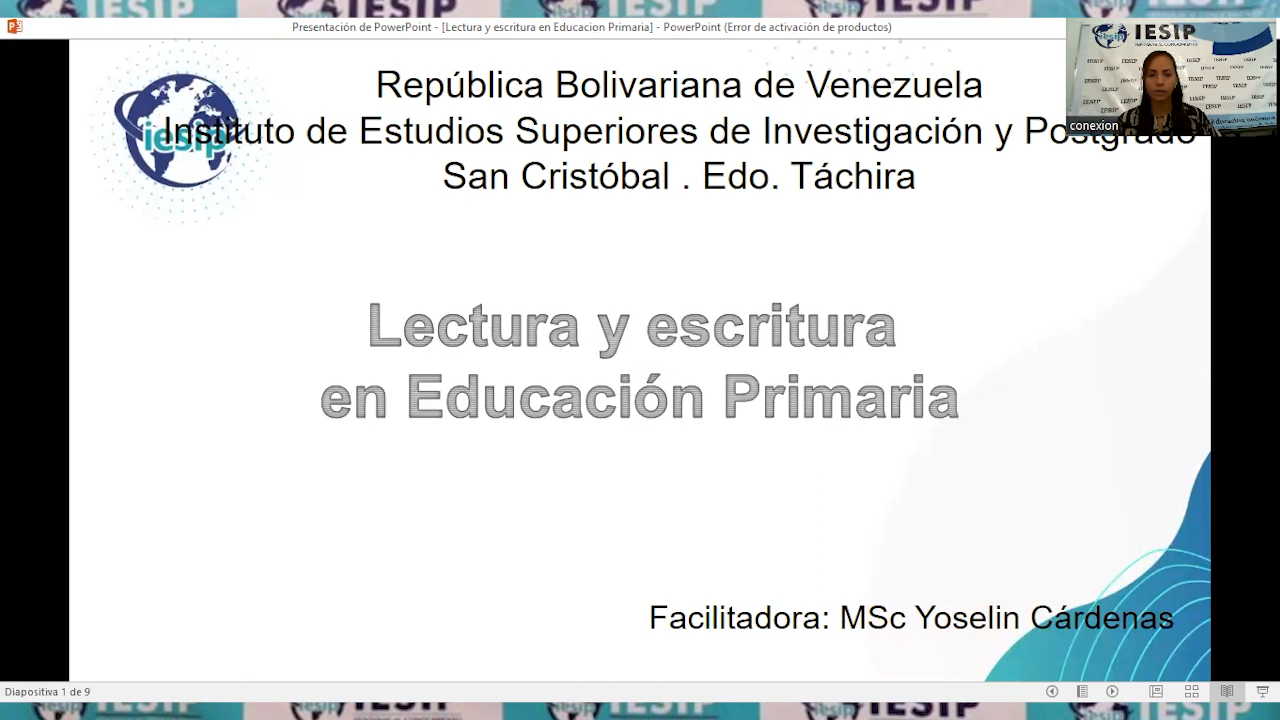 Presentación de PowerPoint - [Lectura y escritura en Educacion Primaria] - PowerPoint (Error de activación de productos)
IESIP
conexion
iesip
República Bolivariana de Venezuela
Instituto de Estudios Superiores de Investigación y Postgrado
San Cristóbal . Edo. Táchira
Lectura y escritura
en Educación Primaria
Facilitadora: MSc Yoselin Cárdenas
Diapositiva 1 de 9